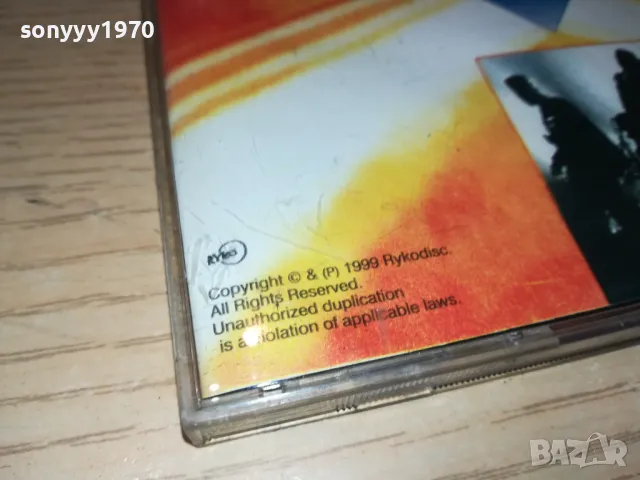 sonyyy1970
RYKO
Copyright © & (P) 1999 Rykodisc.
All Rights Reserved.
Unauthorized duplication
is a violation of applicable laws.
BAZAR